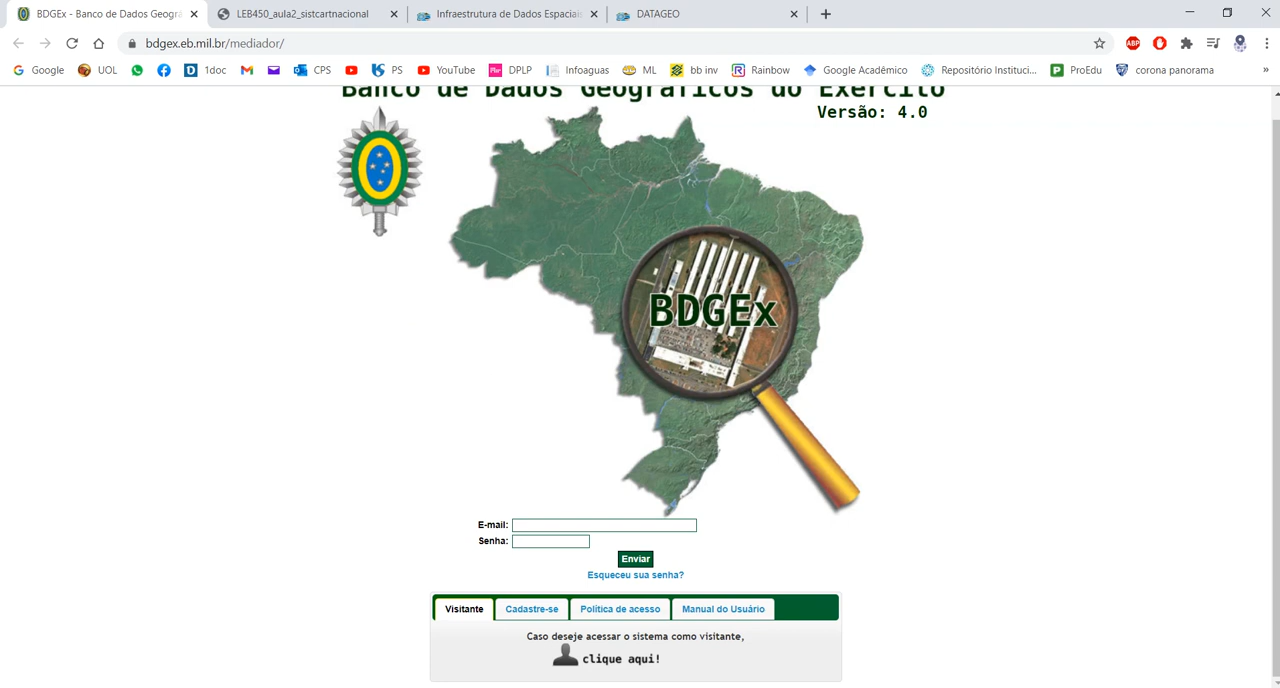 BDGEx - Banco de Dados Geográ
LEB450_aula2_sistcartnacional
Infraestrutura de Dados Espaciais
DATAGEO
bdgex.eb.mil.br/mediador/
Google
UOL
1doc
CPS
PS
YouTube
DPLP
Infoaguas
ML
bb inv
Rainbow
Google Acadêmico
Repositório Instituci...
ProEdu
corona panorama
»
Banco de Dados Geográficos do Exército
Versão: 4.0
BDGEx
E-mail:
Senha:
Enviar
Esqueceu sua senha?
Visitante
Cadastre-se
Política de acesso
Manual do Usuário
Caso deseje acessar o sistema como visitante,
clique aqui!